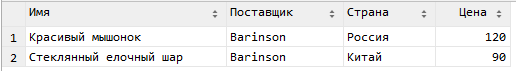 Имя Поставщик Страна Цена
1 Красивый мышонок Barinson Россия 120
2 Стеклянный елочный шар Barinson Китай 90